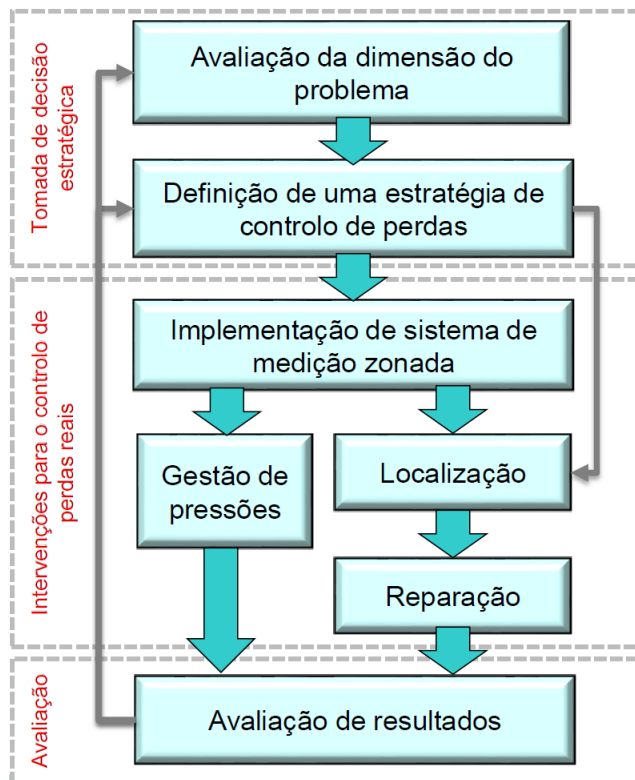 Tomada de decisão
estratégica
Avaliação da dimensão do
problema
Definição de uma estratégia de
controlo de perdas
Intervenções para o controlo de
perdas reais
Implementação de sistema de
medição zonada
Gestão de
pressões
Localização
Reparação
Avaliação
Avaliação de resultados